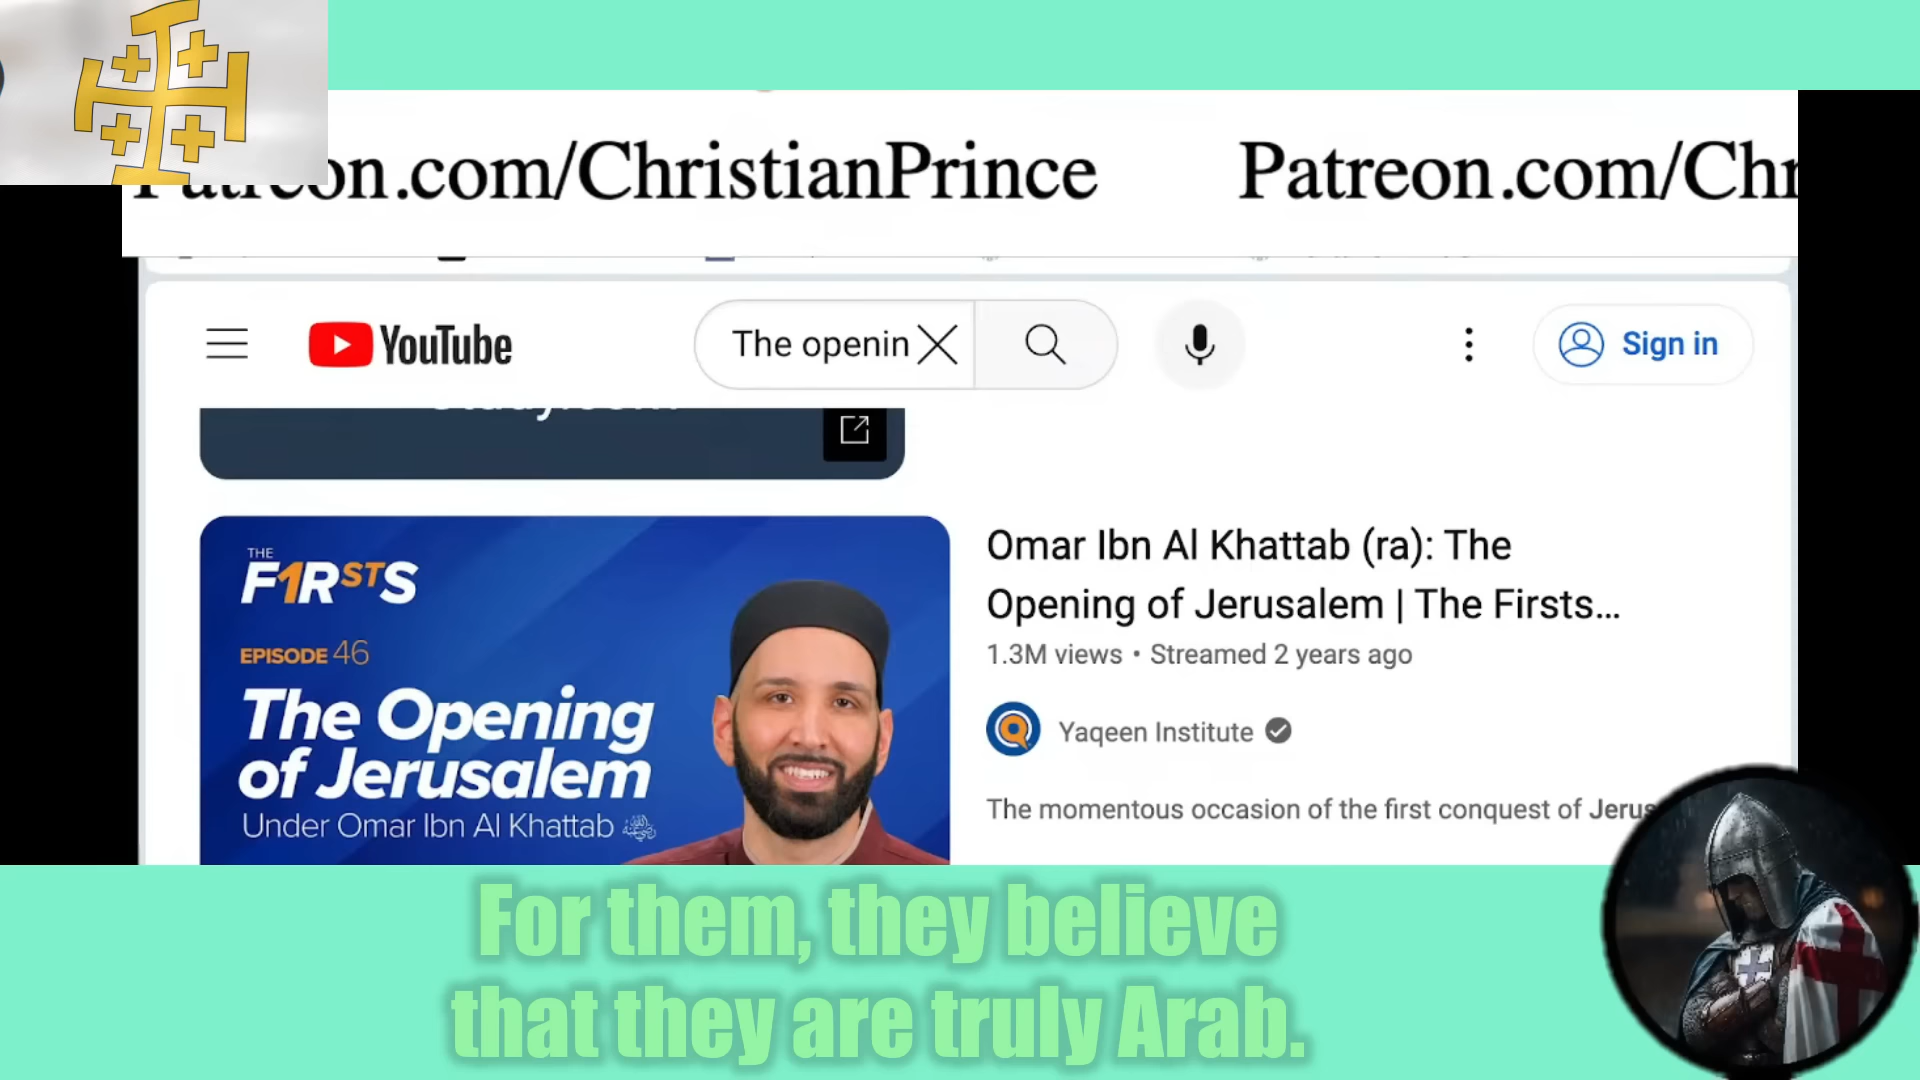 Patreon.com/ChristianPrince Patreon.com/Chr
YouTube
The openin
Sign in
THE
F1RSTS
EPISODE 46
The Opening
of Jerusalem
Under Omar Ibn Al Khattab
Omar Ibn Al Khattab (ra): The
Opening of Jerusalem | The Firsts...
1.3M views • Streamed 2 years ago
Yaqeen Institute
The momentous occasion of the first conquest of Jerus
For them, they believe
that they are truly Arab.